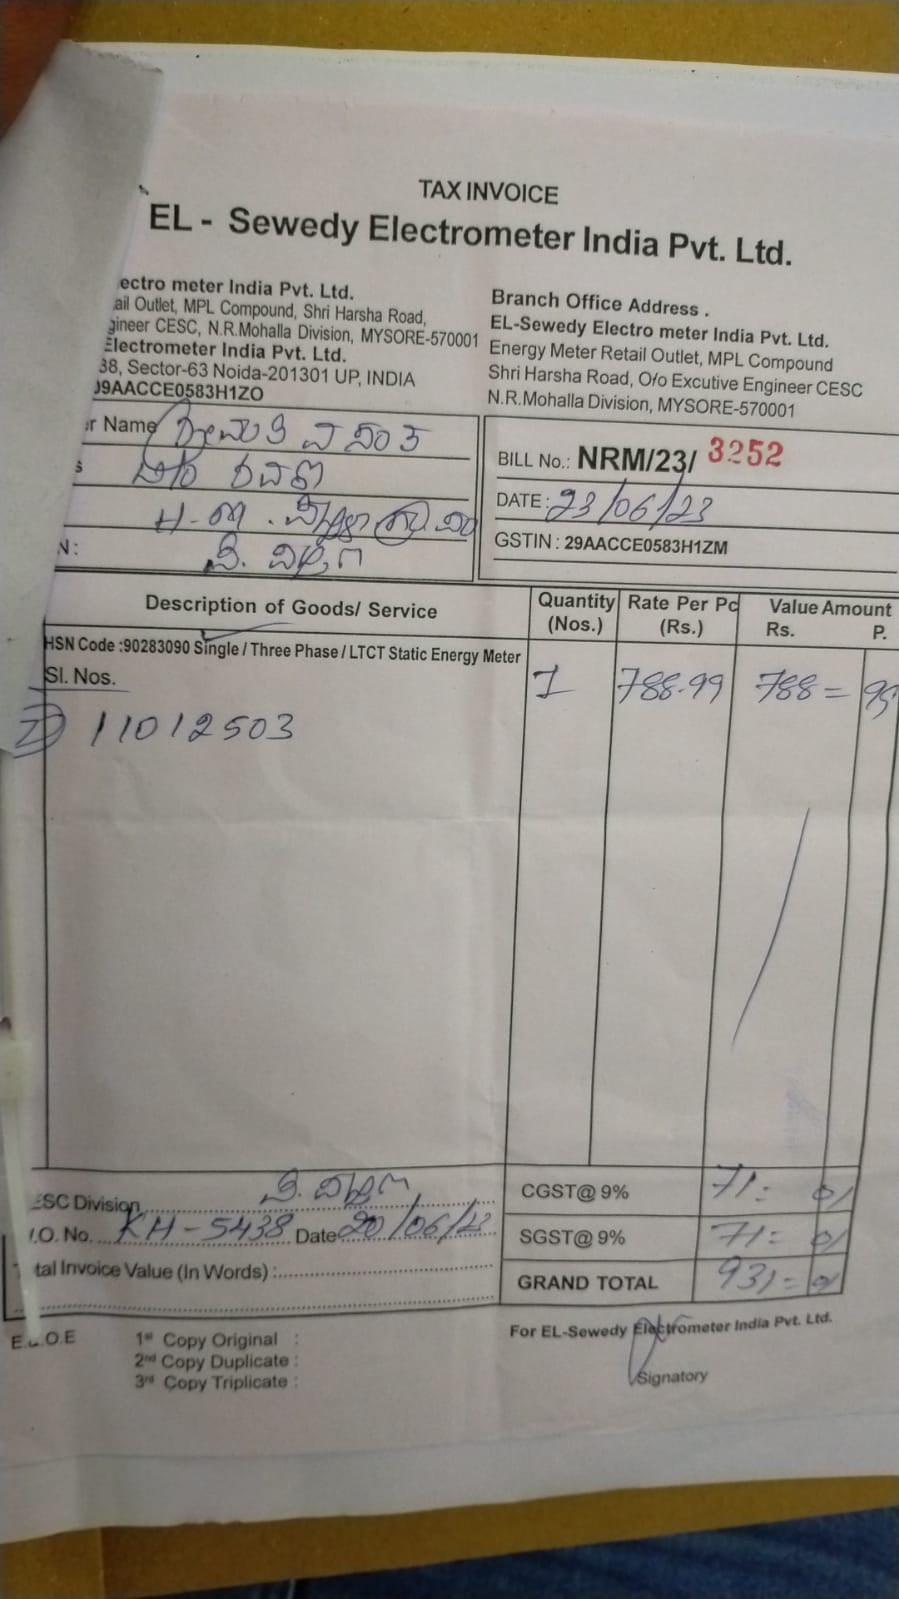 TAX INVOICE
EL - Sewedy Electrometer India Pvt. Ltd.
ectro meter India Pvt. Ltd.
ail Outlet, MPL Compound, Shri Harsha Road,
gineer CESC, N.R.Mohalla Division, MYSORE-570001
Electrometer India Pvt. Ltd.
38, Sector-63 Noida-201301 UP, INDIA
09AACCE0583H1ZO
Branch Office Address .
EL-Sewedy Electro meter India Pvt. Ltd.
Energy Meter Retail Outlet, MPL Compound
Shri Harsha Road, O/o Excutive Engineer CESC
N.R.Mohalla Division, MYSORE-570001
er Name
s
N:
BILL No.: NRM/23/ 3252
DATE: 23/06/23
GSTIN : 29AACCE0583H1ZM
Description of Goods/ Service
Quantity (Nos.)
Rate Per Pc (Rs.)
Value Amount
Rs. P.
HSN Code :90283090 Single / Three Phase / LTCT Static Energy Meter
Sl. Nos.
1 788.99 788=
11012503
ESC Division
.O. No. KH-5438 Date 20/06/23
tal Invoice Value (In Words) :
CGST@ 9% 71= 01
SGST@ 9% 71= 01
GRAND TOTAL 931= 01
E.&.O.E
1st Copy Original :
2nd Copy Duplicate :
3rd Copy Triplicate :
For EL-Sewedy Electrometer India Pvt. Ltd.
Signatory